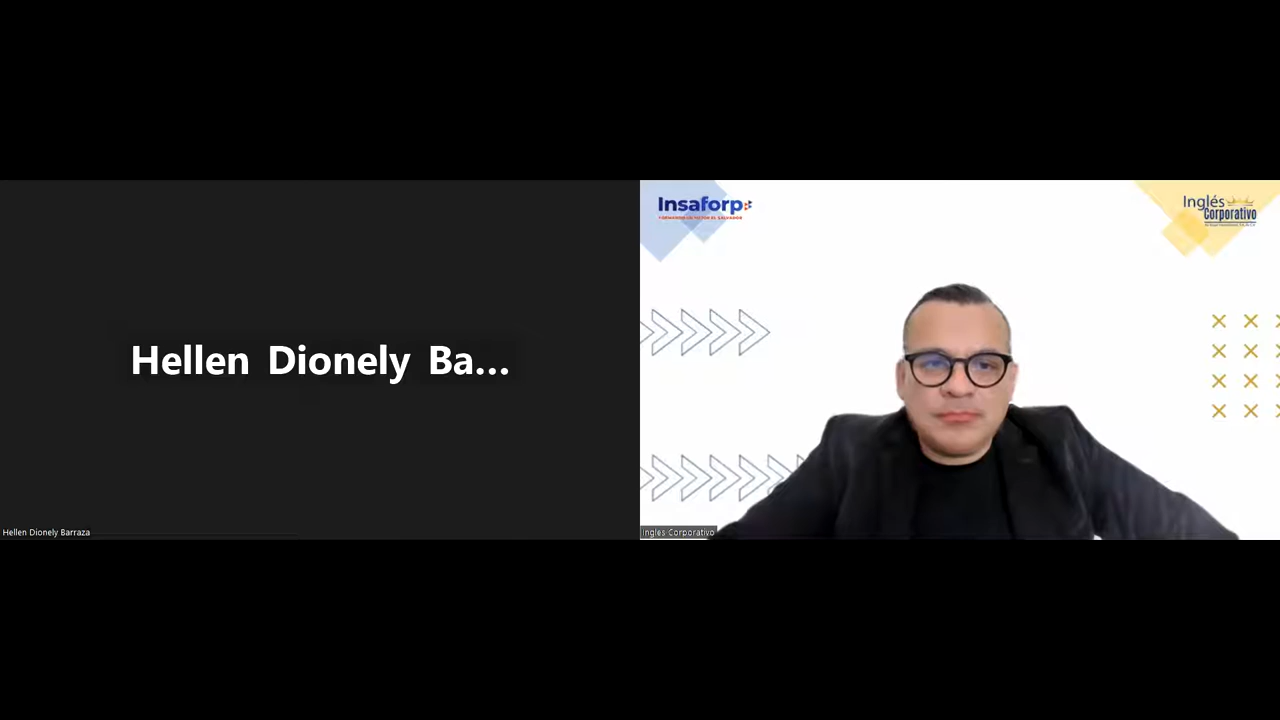 Hellen Dionely Ba...
Hellen Dionely Barraza
Insaforp
Inglés
Corporativo
Ingles Corporativo